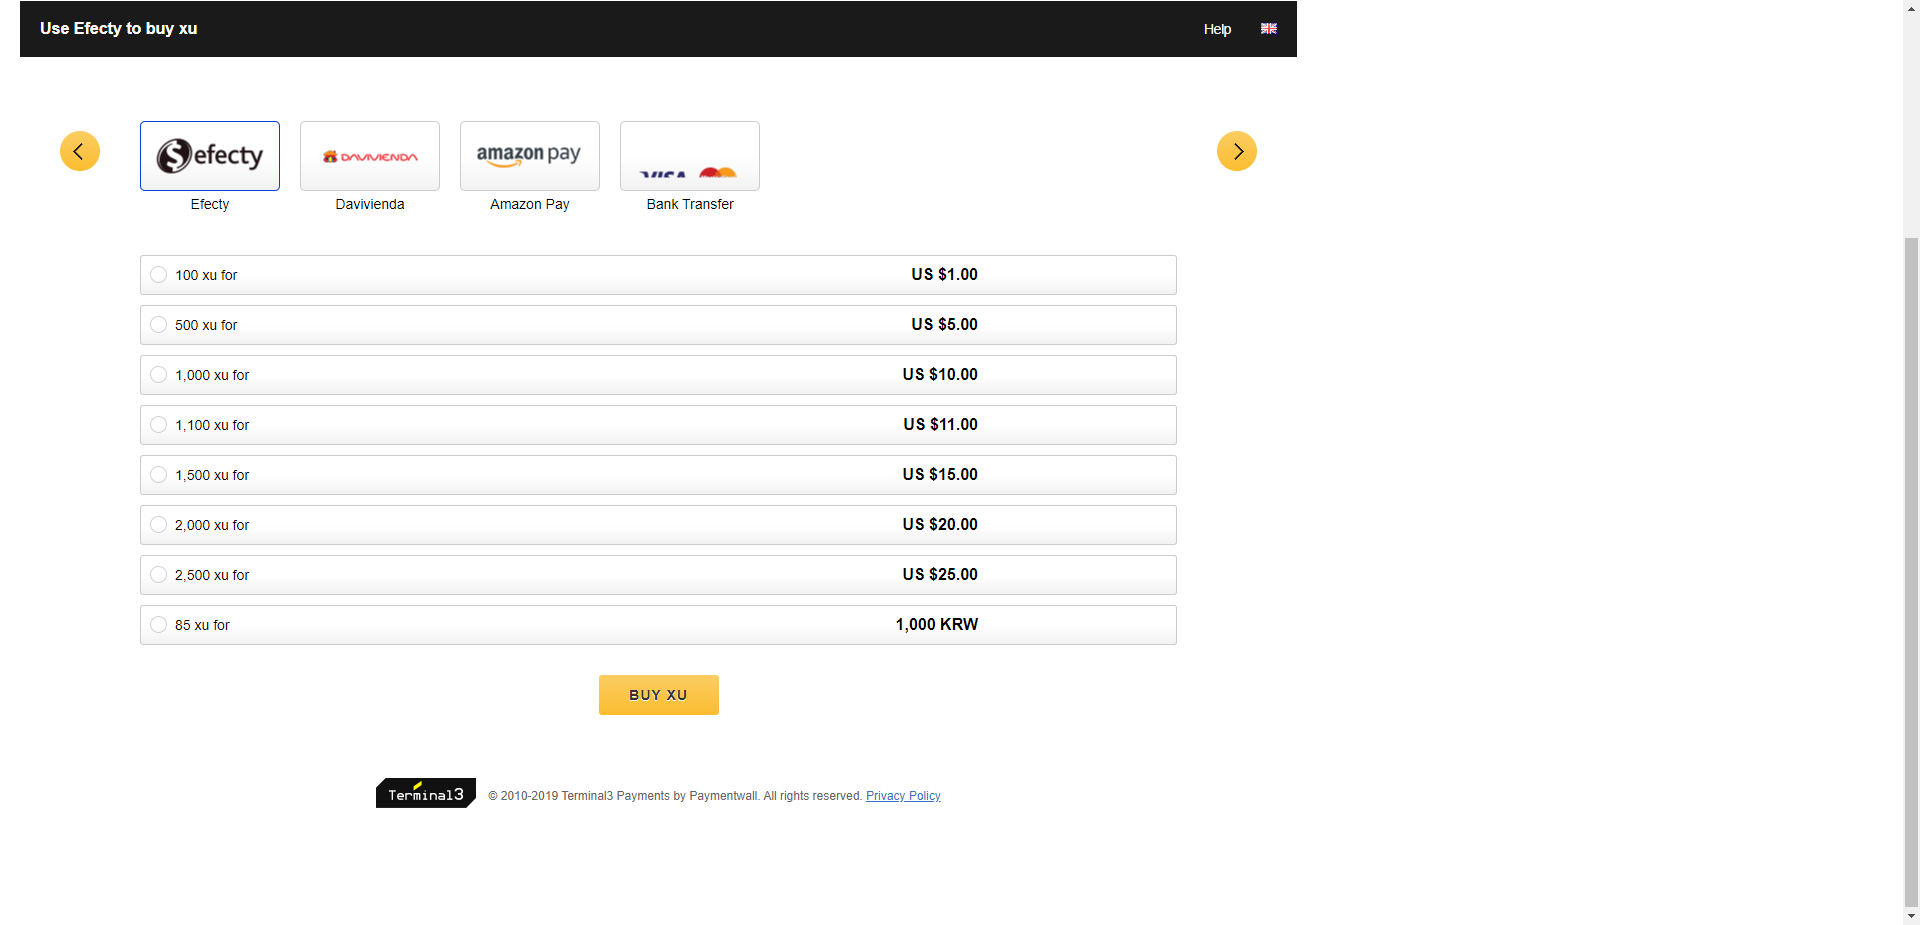 Use Efecty to buy xu
Help
efecty
DAVIVIENDA
amazon pay
VISA
Efecty
Davivienda
Amazon Pay
Bank Transfer
100 xu for US $1.00
500 xu for US $5.00
1,000 xu for US $10.00
1,100 xu for US $11.00
1,500 xu for US $15.00
2,000 xu for US $20.00
2,500 xu for US $25.00
85 xu for 1,000 KRW
BUY XU
Terminal3
© 2010-2019 Terminal3 Payments by Paymentwall. All rights reserved. Privacy Policy